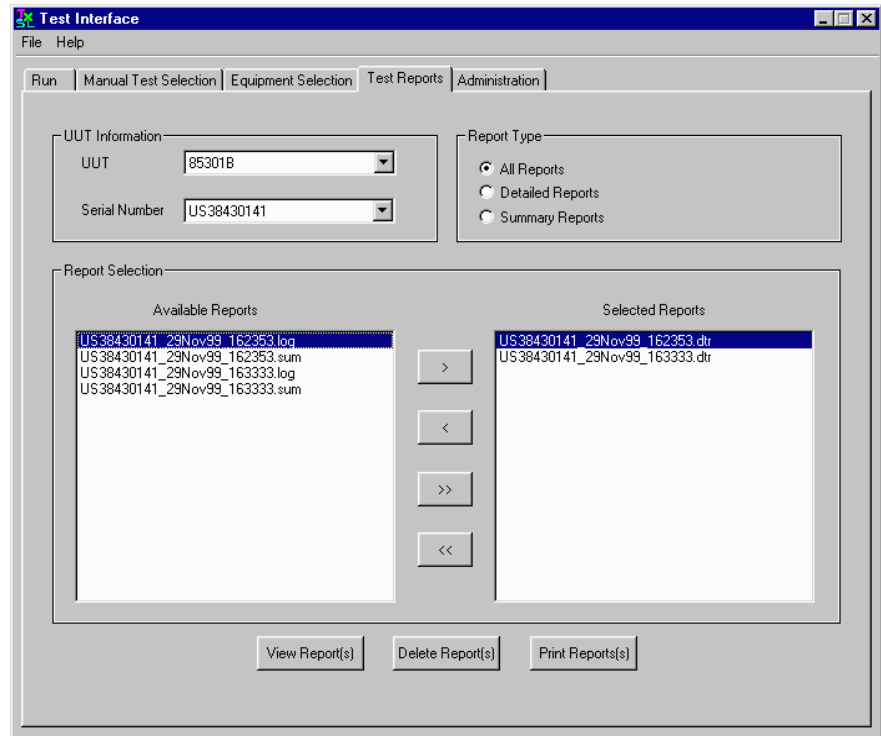 Test Interface
File Help
Run Manual Test Selection Equipment Selection Test Reports Administration
UUT Information
UUT 85301B
Serial Number US38430141
Report Type
All Reports
Detailed Reports
Summary Reports
Report Selection
Available Reports
US38430141_29Nov99_162353.log
US38430141_29Nov99_162353.sum
US38430141_29Nov99_163333.log
US38430141_29Nov99_163333.sum
>
<
>>
<<
Selected Reports
US38430141_29Nov99_162353.dtr
US38430141_29Nov99_163333.dtr
View Report(s) Delete Report(s) Print Reports(s)